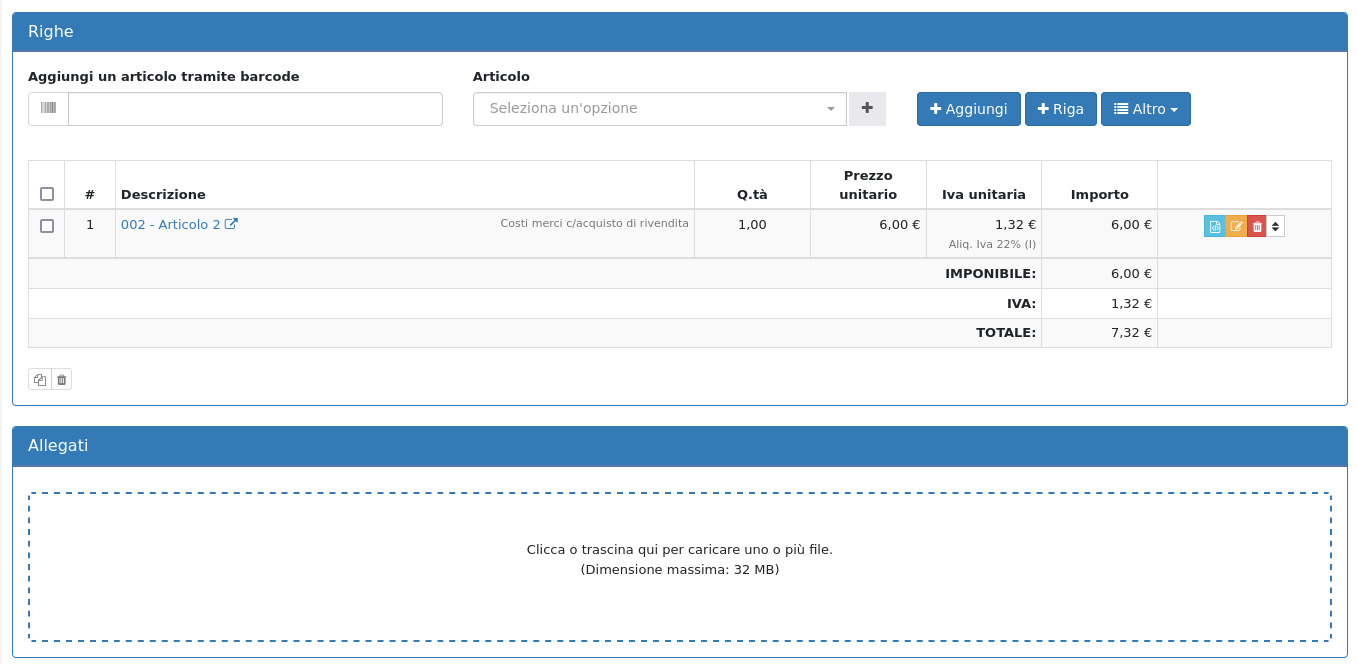 Righe
Aggiungi un articolo tramite barcode
Articolo
Seleziona un'opzione
Aggiungi
Riga
Altro
# Descrizione Q.tà Prezzo unitario Iva unitaria Importo
1 002 - Articolo 2 Costi merci c/acquisto di rivendita 1,00 6,00 € 1,32 € 6,00 €
Aliq. Iva 22% (I)
IMPONIBILE: 6,00 €
IVA: 1,32 €
TOTALE: 7,32 €
Allegati
Clicca o trascina qui per caricare uno o più file.
(Dimensione massima: 32 MB)